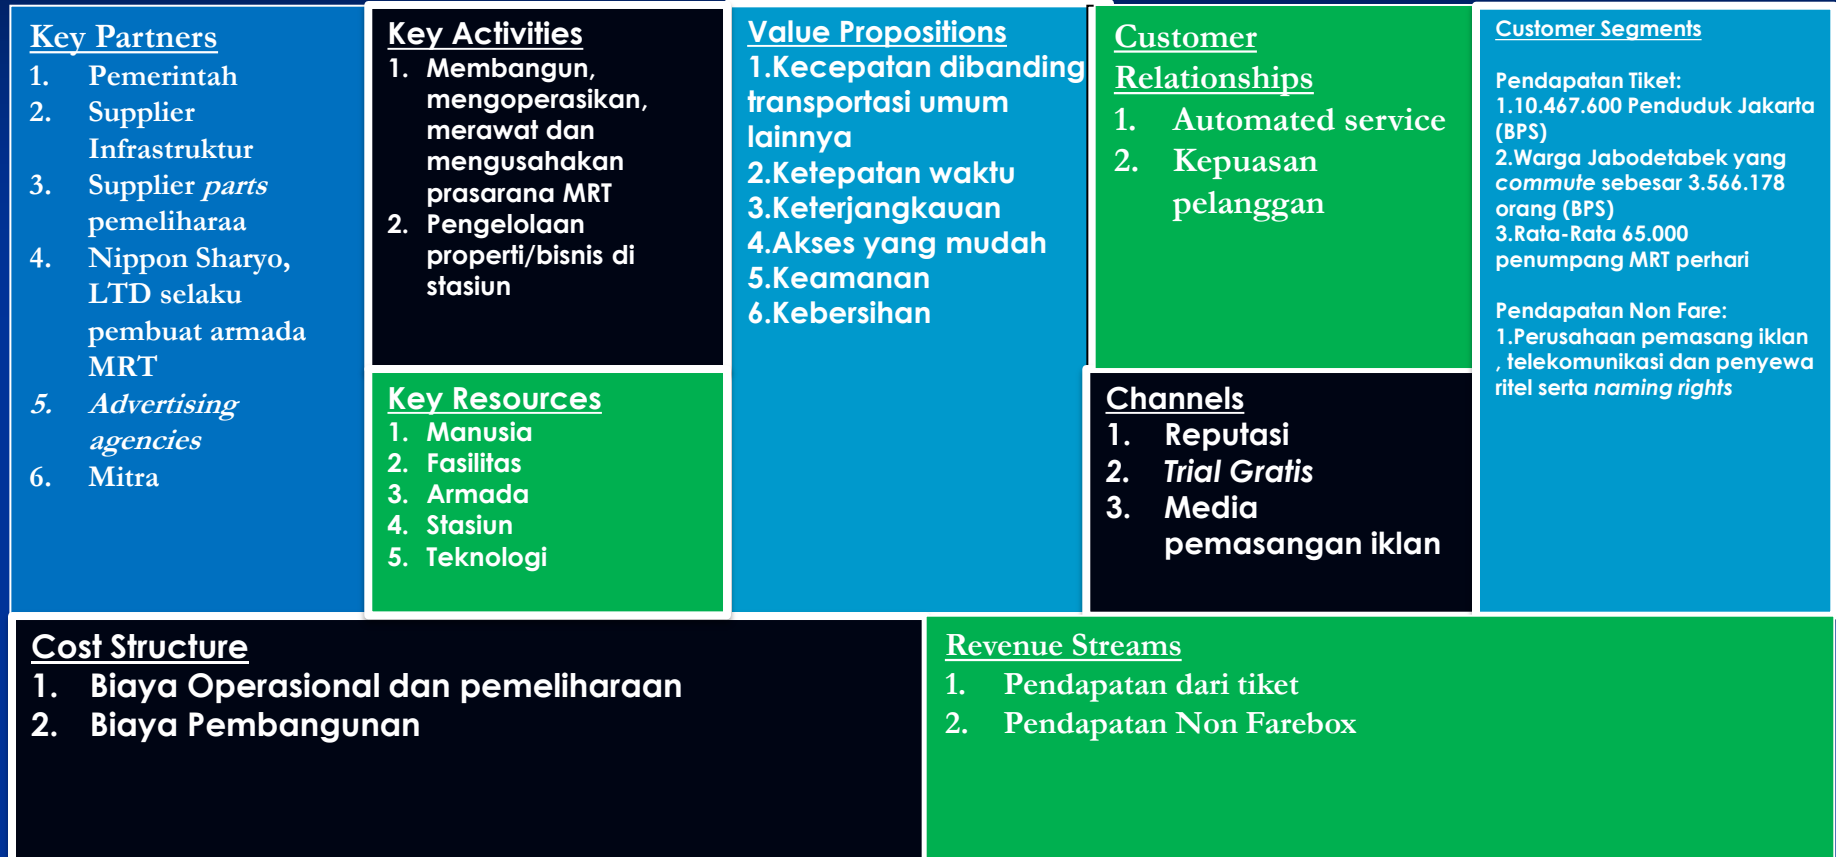 Key Partners
1. Pemerintah
2. Supplier
Infrastruktur
3. Supplier parts
pemeliharaa
4. Nippon Sharyo,
LTD selaku
pembuat armada
MRT
5. Advertising
agencies
6. Mitra
Key Activities
1. Membangun,
mengoperasikan,
merawat dan
mengusahakan
prasarana MRT
2. Pengelolaan
properti/bisnis di
stasiun
Key Resources
1. Manusia
2. Fasilitas
3. Armada
4. Stasiun
5. Teknologi
Value Propositions
1.Kecepatan dibanding
transportasi umum
lainnya
2.Ketepatan waktu
3.Keterjangkauan
4.Akses yang mudah
5.Keamanan
6.Kebersihan
Customer
Relationships
1. Automated service
2. Kepuasan
pelanggan
Channels
1. Reputasi
2. Trial Gratis
3. Media
pemasangan iklan
Customer Segments
Pendapatan Tiket:
1.10.467.600 Penduduk Jakarta
(BPS)
2.Warga Jabodetabek yang
commute sebesar 3.566.178
orang (BPS)
3.Rata-Rata 65.000
penumpang MRT perhari
Pendapatan Non Fare:
1.Perusahaan pemasang iklan
, telekomunikasi dan penyewa
ritel serta naming rights
Cost Structure
1. Biaya Operasional dan pemeliharaan
2. Biaya Pembangunan
Revenue Streams
1. Pendapatan dari tiket
2. Pendapatan Non Farebox